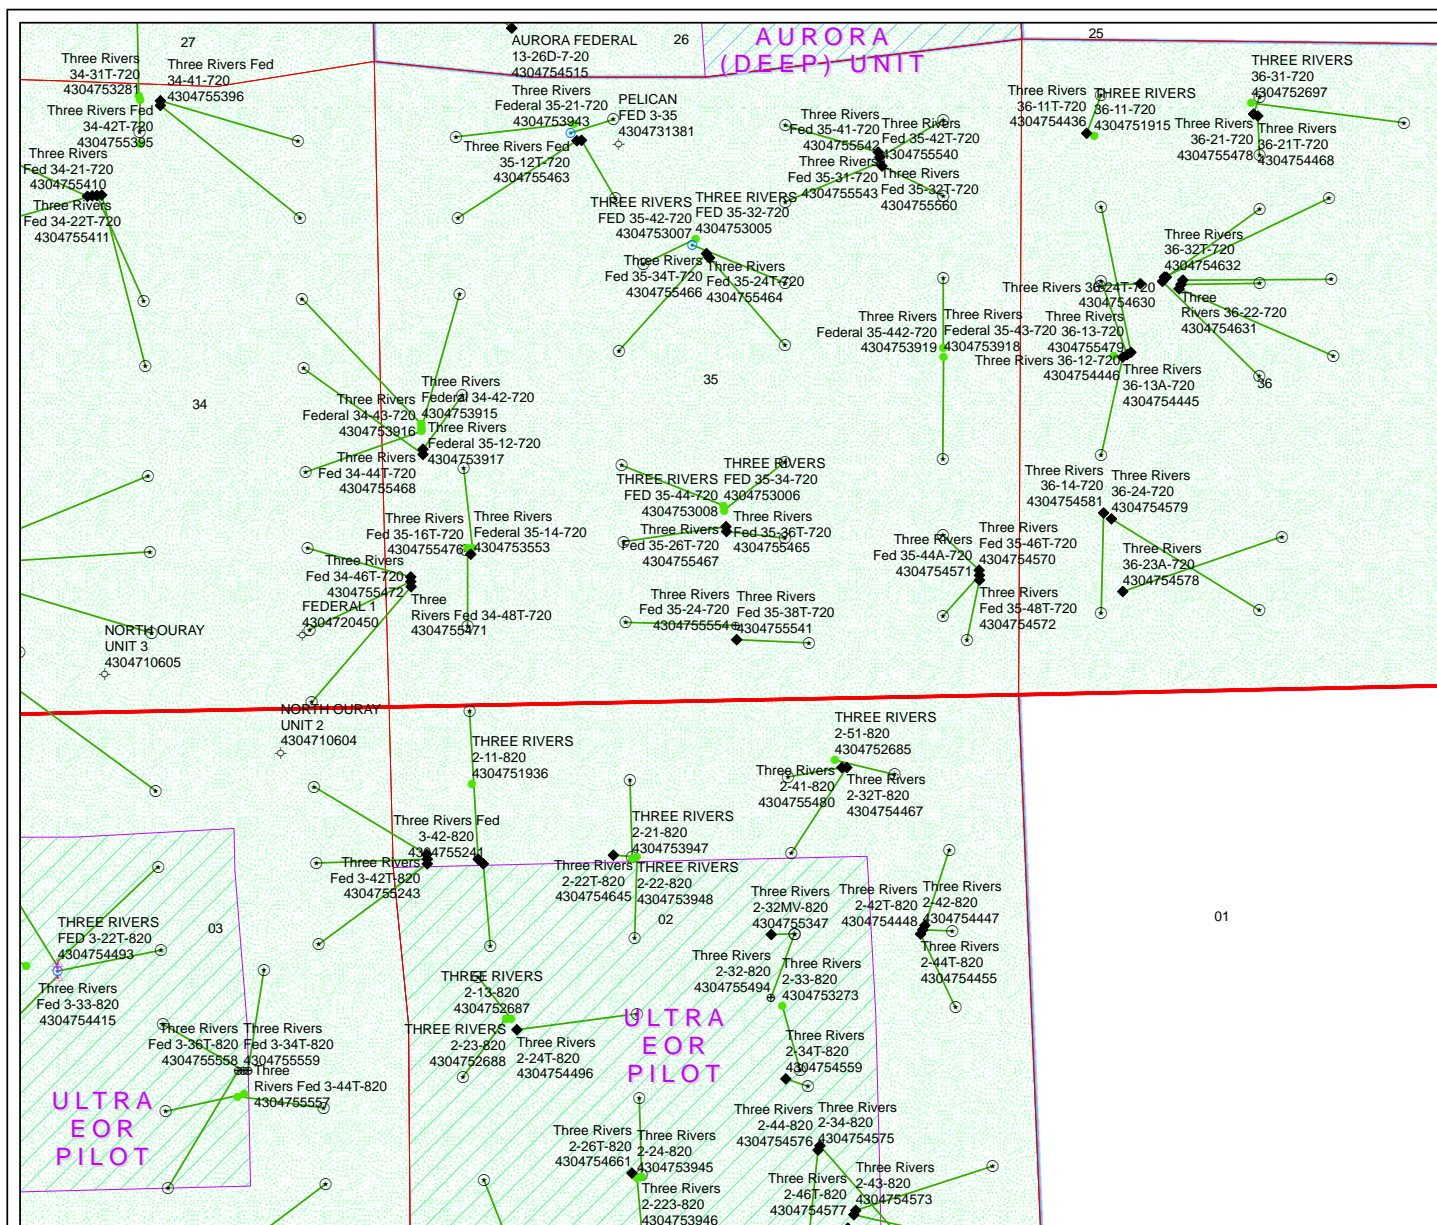 27
26
25
AURORA
(DEEP) UNIT
Three Rivers
34-31T-720
4304753281
Three Rivers Fed
34-41-720
4304755396
Three Rivers Fed
34-42T-720
4304755395
Three Rivers
Fed 34-21-720
4304755410
Three Rivers
Fed 34-22T-720
4304755411
AURORA FEDERAL
13-26D-7-20
4304754515
Three Rivers
Federal 35-21-720
4304753943
PELICAN
FED 3-35
4304731381
Three Rivers Fed
35-12T-720
4304755463
Three Rivers
Fed 35-41-720
4304755542
Three Rivers
Fed 35-42T-720
4304755540
Three Rivers
Fed 35-31-720
4304755543
Three Rivers
Fed 35-32T-720
4304755560
Three Rivers
36-11T-720
4304754436
THREE RIVERS
36-11-720
4304751915
THREE RIVERS
36-31-720
4304752697
Three Rivers
36-21-720
4304755478
Three Rivers
36-21T-720
4304754468
THREE RIVERS
FED 35-42-720
4304753007
THREE RIVERS
FED 35-32-720
4304753005
Three Rivers
Fed 35-34T-720
4304755466
Three Rivers
Fed 35-24T-720
4304755464
Three Rivers
36-32T-720
4304754632
Three Rivers 36-24T-720
4304754630
Three
Rivers 36-22-720
4304754631
Three Rivers
Federal 35-442-720
4304753919
Three Rivers
Federal 35-43-720
4304753918
Three Rivers
36-13-720
4304755479
Three Rivers 36-12-720
4304754446
Three Rivers
36-13A-720
4304754445
34
35
36
Three Rivers
Federal 34-42-720
4304753915
Three Rivers
Federal 34-43-720
4304753916
Three Rivers
Federal 35-12-720
4304753917
Three Rivers
Fed 34-44T-720
4304755468
THREE RIVERS
FED 35-44-720
4304753008
THREE RIVERS
FED 35-34-720
4304753006
Three Rivers
Fed 35-26T-720
4304755467
Three Rivers
Fed 35-36T-720
4304755465
Three Rivers
36-14-720
4304754581
Three Rivers
36-24-720
4304754579
Three Rivers
36-23A-720
4304754578
Three Rivers
Fed 35-16T-720
4304755476
Three Rivers
Federal 35-14-720
4304753553
Three Rivers
Fed 34-46T-720
4304755472
Three
Rivers Fed 34-48T-720
4304755471
FEDERAL 1
4304720450
Three Rivers
Fed 35-44A-720
4304754571
Three Rivers
Fed 35-46T-720
4304754570
Three Rivers
Fed 35-48T-720
4304754572
Three Rivers
Fed 35-24-720
4304755554
Three Rivers
Fed 35-38T-720
4304755541
NORTH OURAY
UNIT 3
4304710605
NORTH OURAY
UNIT 2
4304710604
THREE RIVERS
2-11-820
4304751936
THREE RIVERS
2-51-820
4304752685
Three Rivers
2-41-820
4304755480
Three Rivers
2-32T-820
4304754467
Three Rivers Fed
3-42-820
4304755241
Three Rivers
Fed 3-42T-820
4304755243
THREE RIVERS
2-21-820
4304753947
Three Rivers
2-22T-820
4304754645
THREE RIVERS
2-22-820
4304753948
02
03
01
Three Rivers
2-32MV-820
4304755347
Three Rivers
2-42T-820
4304754448
Three Rivers
2-42-820
4304754447
Three Rivers
2-44T-820
4304754455
THREE RIVERS
FED 3-22T-820
4304754493
Three Rivers
Fed 3-33-820
4304754415
Three Rivers
2-32-820
4304755494
Three Rivers
2-33-820
4304753273
THREE RIVERS
2-13-820
4304752687
THREE RIVERS
2-23-820
4304752688
Three Rivers
2-24T-820
4304754496
ULTRA
EOR
PILOT
Three Rivers
2-34T-820
4304754559
Three Rivers
Fed 3-36T-820
4304755558
Three Rivers
Fed 3-34T-820
4304755559
Three
Rivers Fed 3-44T-820
4304755557
ULTRA
EOR
PILOT
Three Rivers
2-44-820
4304754576
Three Rivers
2-34-820
4304754575
Three Rivers
2-26T-820
4304754661
Three Rivers
2-24-820
4304753945
Three Rivers
2-223-820
4304753946
Three Rivers
2-46T-820
4304754577
Three Rivers
2-43-820
4304754573